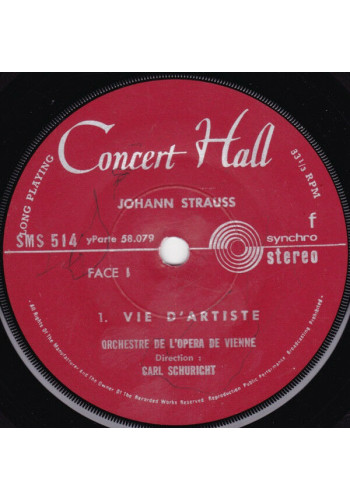 Concert Hall
LONG PLAYING
33 1/3 RPM
JOHANN STRAUSS
SMS 514 yParte 58.079
f
synchro
stereo
FACE 1
1. VIE D'ARTISTE
ORCHESTRE DE L'OPERA DE VIENNE
Direction :
CARL SCHURICHT
All Rights Of The Manufacturer And The Owner Of The Recorded Works Reserved. Reproduction Public Performance Broadcasting Prohibited.